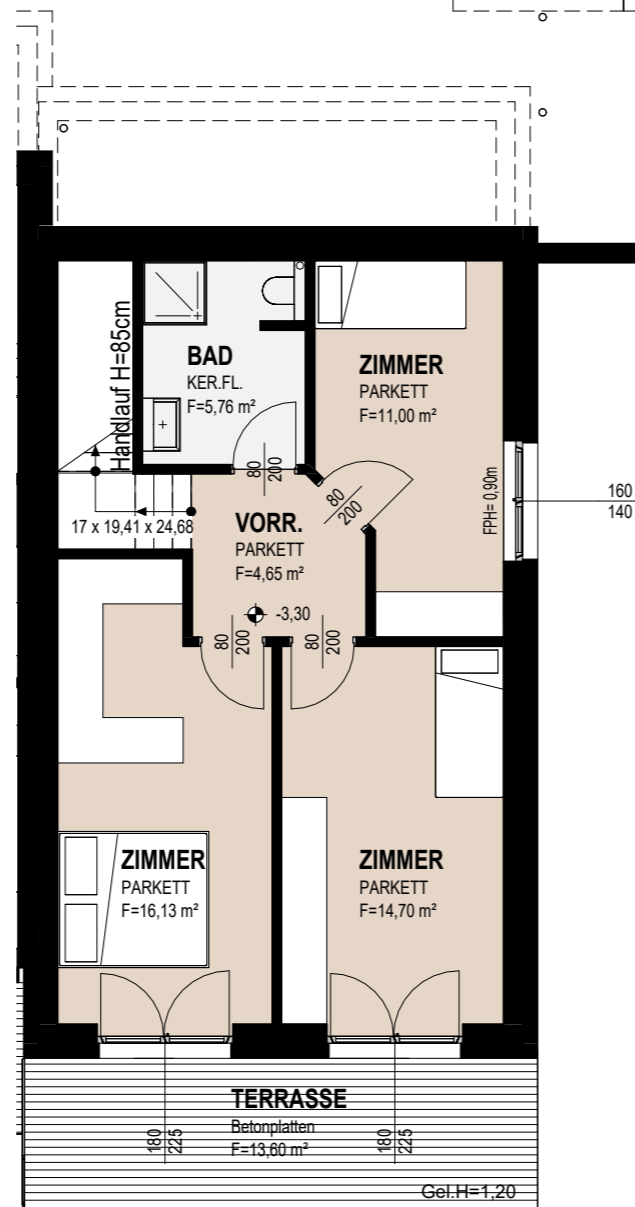 Handlauf H=85cm
BAD
KER.FL.
F=5,76 m²
ZIMMER
PARKETT
F=11,00 m²
80
200
80
200
FPH= 0,90m
160
140
17 x 19,41 x 24,68
VORR.
PARKETT
F=4,65 m²
-3,30
80
200
80
200
ZIMMER
PARKETT
F=16,13 m²
ZIMMER
PARKETT
F=14,70 m²
TERRASSE
Betonplatten
F=13,60 m²
180
225
180
225
Gel.H=1,20